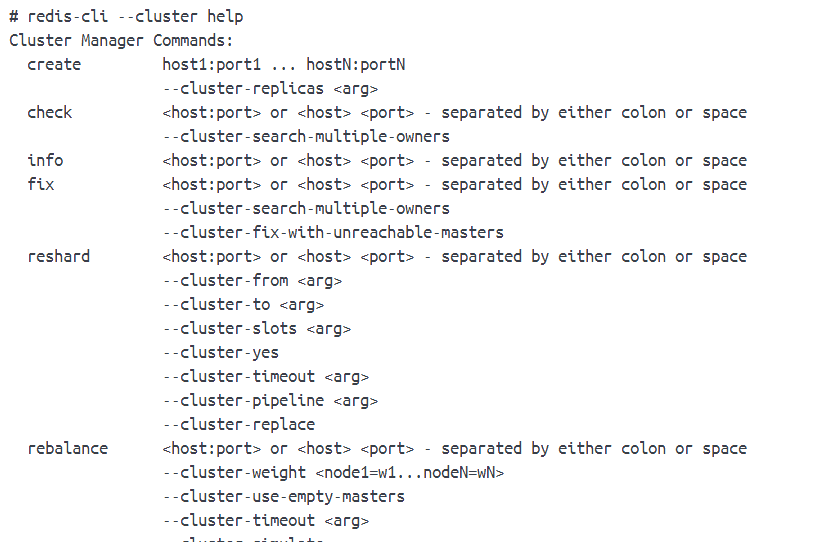 # redis-cli --cluster help
Cluster Manager Commands:
  create         host1:port1 ... hostN:portN
                 --cluster-replicas <arg>
  check          <host:port> or <host> <port> - separated by either colon or space
                 --cluster-search-multiple-owners
  info           <host:port> or <host> <port> - separated by either colon or space
  fix            <host:port> or <host> <port> - separated by either colon or space
                 --cluster-search-multiple-owners
                 --cluster-fix-with-unreachable-masters
  reshard        <host:port> or <host> <port> - separated by either colon or space
                 --cluster-from <arg>
                 --cluster-to <arg>
                 --cluster-slots <arg>
                 --cluster-yes
                 --cluster-timeout <arg>
                 --cluster-pipeline <arg>
                 --cluster-replace
  rebalance      <host:port> or <host> <port> - separated by either colon or space
                 --cluster-weight <node1=w1...nodeN=wN>
                 --cluster-use-empty-masters
                 --cluster-timeout <arg>